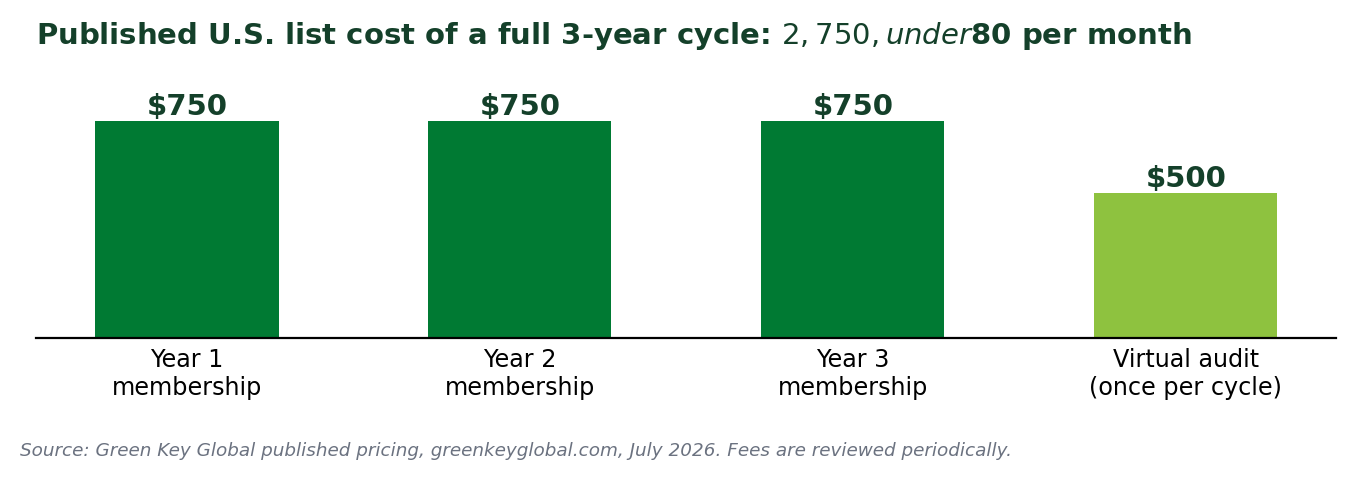 Published U.S. list cost of a full 3-year cycle: 2,750,under80 per month
$750
$750
$750
$500
Year 1
membership
Year 2
membership
Year 3
membership
Virtual audit
(once per cycle)
Source: Green Key Global published pricing, greenkeyglobal.com, July 2026. Fees are reviewed periodically.